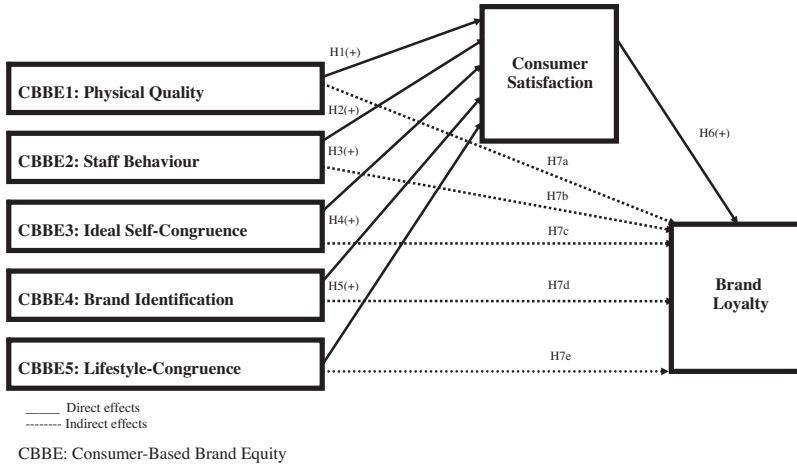 H1(+)
Consumer
Satisfaction
CBBE1: Physical Quality
H2(+)
H6(+)
CBBE2: Staff Behaviour
H3(+)
H7a
H7b
CBBE3: Ideal Self-Congruence
H4(+)
H7c
CBBE4: Brand Identification
H5(+)
H7d
Brand
Loyalty
CBBE5: Lifestyle-Congruence
H7e
_____ Direct effects
-------- Indirect effects
CBBE: Consumer-Based Brand Equity